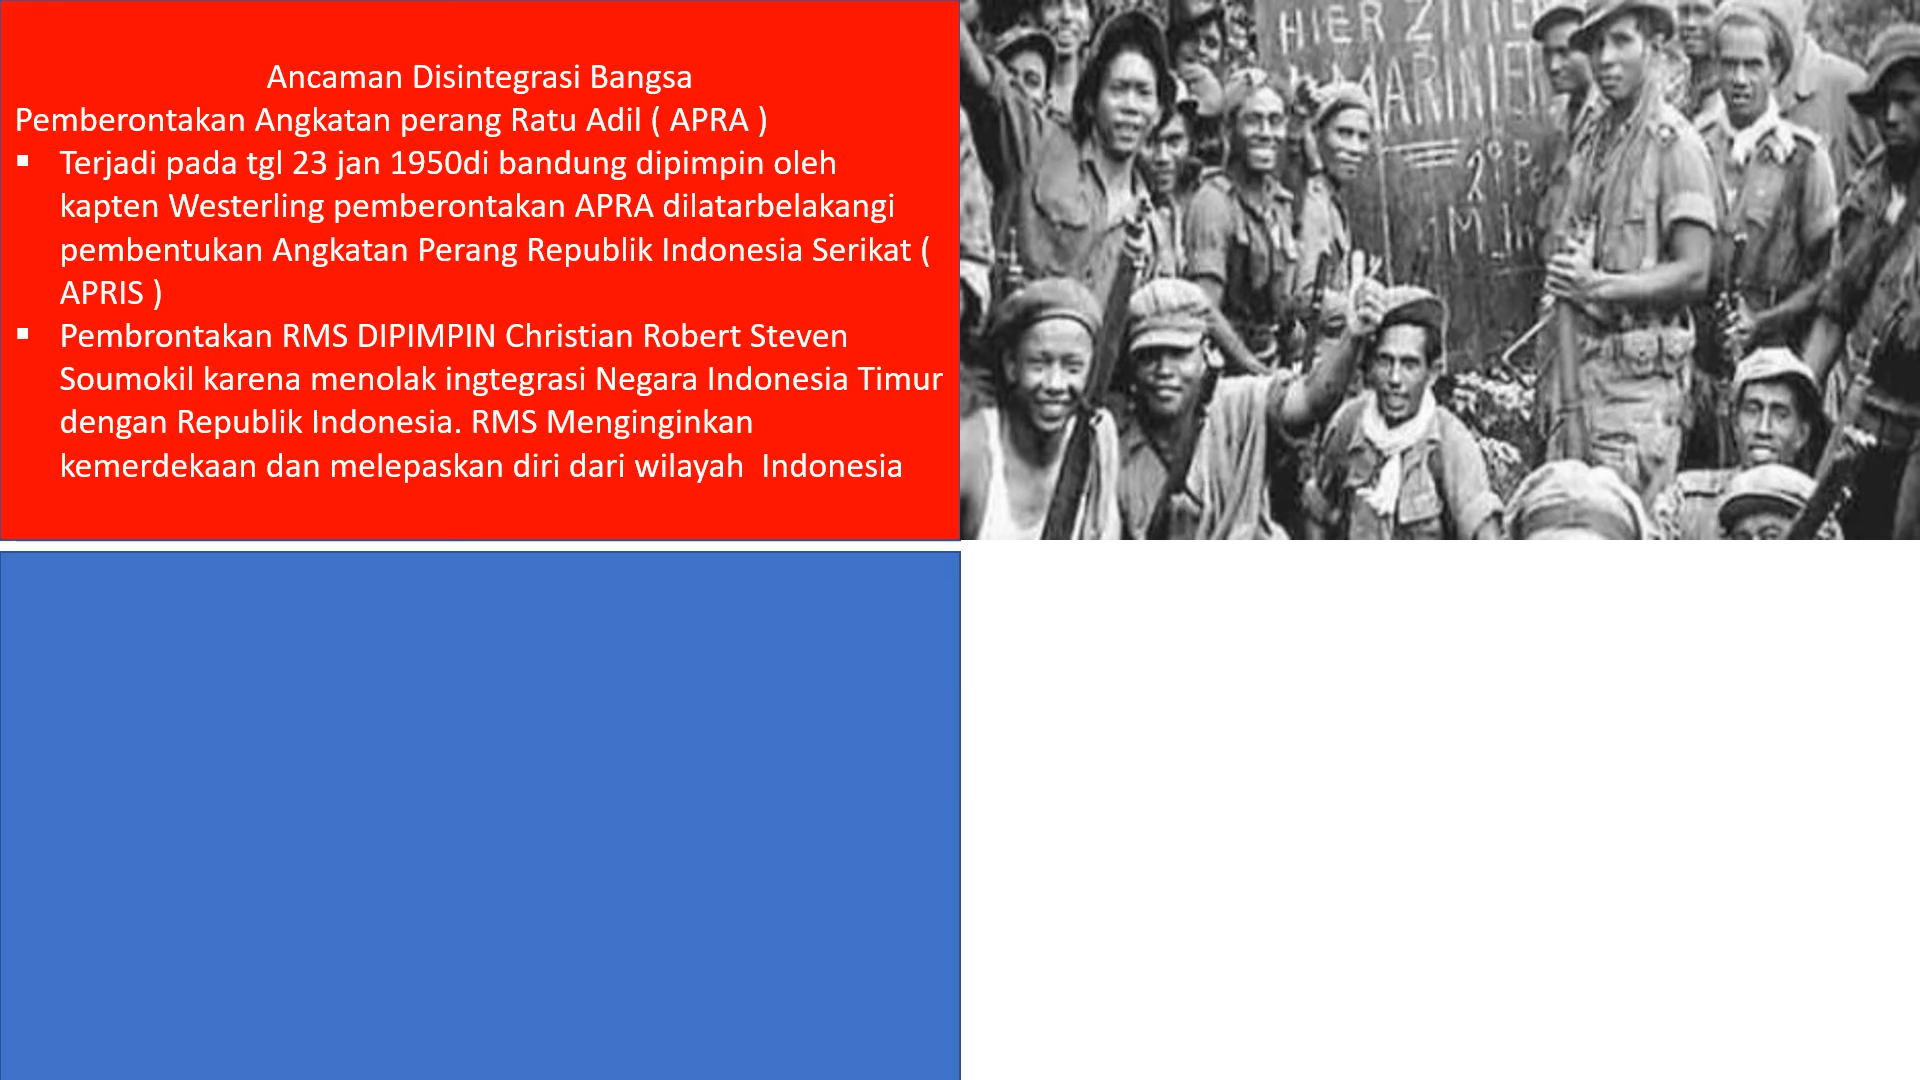 Ancaman Disintegrasi Bangsa
Pemberontakan Angkatan perang Ratu Adil ( APRA )
▪ Terjadi pada tgl 23 jan 1950di bandung dipimpin oleh
kapten Westerling pemberontakan APRA dilatarbelakangi
pembentukan Angkatan Perang Republik Indonesia Serikat (
APRIS )
▪ Pembrontakan RMS DIPIMPIN Christian Robert Steven
Soumokil karena menolak ingtegrasi Negara Indonesia Timur
dengan Republik Indonesia. RMS Menginginkan
kemerdekaan dan melepaskan diri dari wilayah  Indonesia
HIER
MARINIER